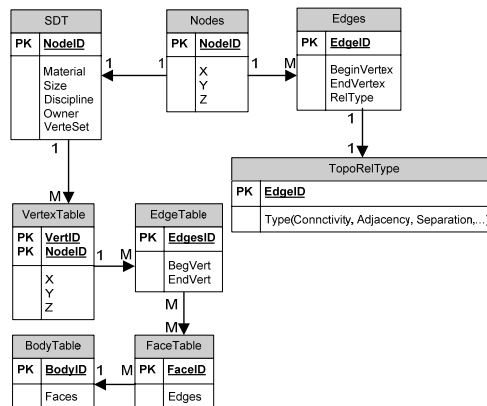 SDT
PK NodeID
Material
Size
Discipline
Owner
VerteSet
Nodes
PK NodeID
X
Y
Z
Edges
PK EdgeID
BeginVertex
EndVertex
RelType
1 1
1 M
1
1
TopoRelType
PK EdgeID
Type(Connctivity, Adjacency, Separation,...)
1
M
VertexTable
PK VertID
PK NodeID
X
Y
Z
1 M
EdgeTable
PK EdgesID
BegVert
EndVert
M
M
BodyTable
PK BodyID
Faces
1 M
FaceTable
PK FaceID
Edges